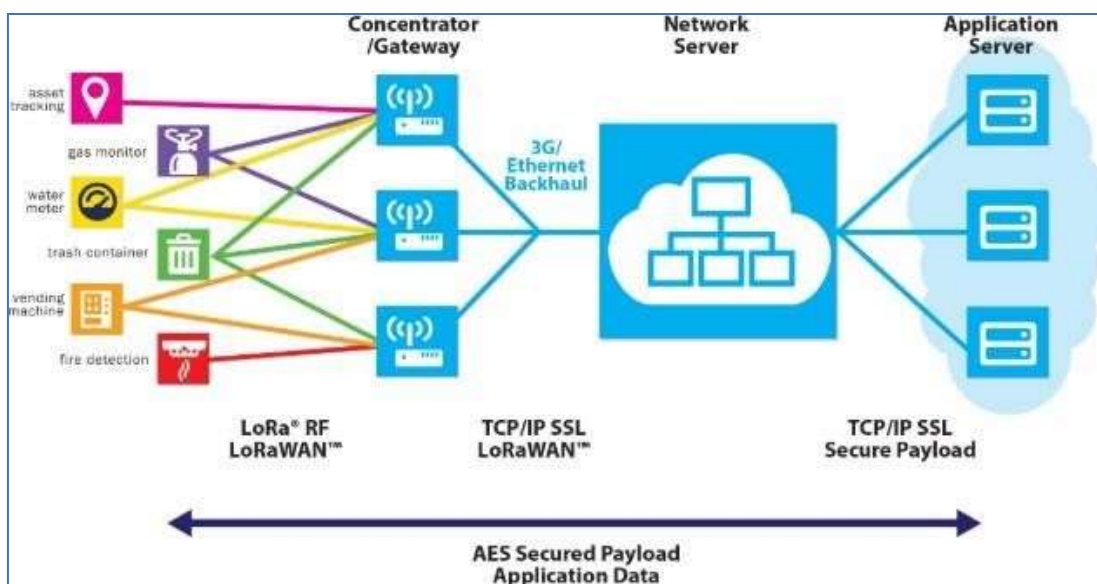 Concentrator
/Gateway
Network
Server
Application
Server
asset
tracking
gas monitor
water
meter
trash container
vending
machine
fire detection
3G/
Ethernet
Backhaul
LoRa® RF
LoRaWAN™
TCP/IP SSL
LoRaWAN™
TCP/IP SSL
Secure Payload
AES Secured Payload
Application Data